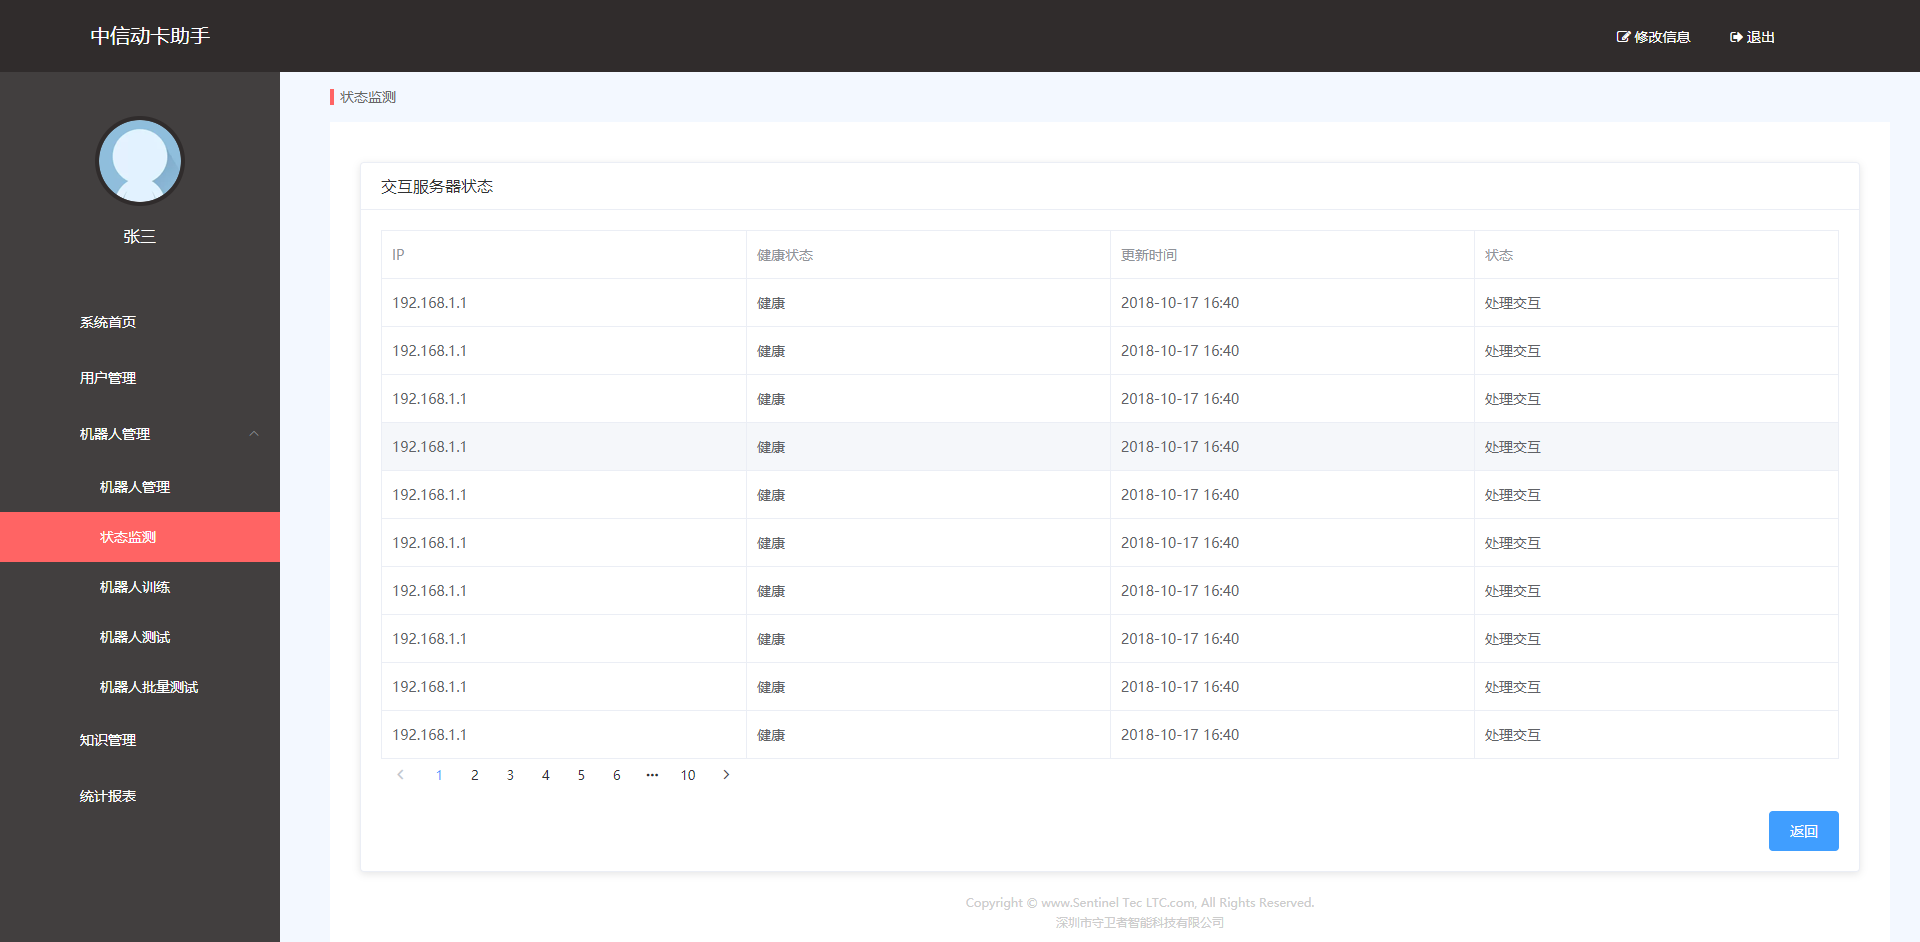 中信动卡助手
修改信息
退出
张三
系统首页
用户管理
机器人管理
机器人管理
状态监测
机器人训练
机器人测试
机器人批量测试
知识管理
统计报表
状态监测
交互服务器状态
IP 健康状态 更新时间 状态
192.168.1.1 健康 2018-10-17 16:40 处理交互
192.168.1.1 健康 2018-10-17 16:40 处理交互
192.168.1.1 健康 2018-10-17 16:40 处理交互
192.168.1.1 健康 2018-10-17 16:40 处理交互
192.168.1.1 健康 2018-10-17 16:40 处理交互
192.168.1.1 健康 2018-10-17 16:40 处理交互
192.168.1.1 健康 2018-10-17 16:40 处理交互
192.168.1.1 健康 2018-10-17 16:40 处理交互
192.168.1.1 健康 2018-10-17 16:40 处理交互
192.168.1.1 健康 2018-10-17 16:40 处理交互
1 2 3 4 5 6 ··· 10
返回
Copyright © www.Sentinel Tec LTC.com, All Rights Reserved.
深圳市守卫者智能科技有限公司